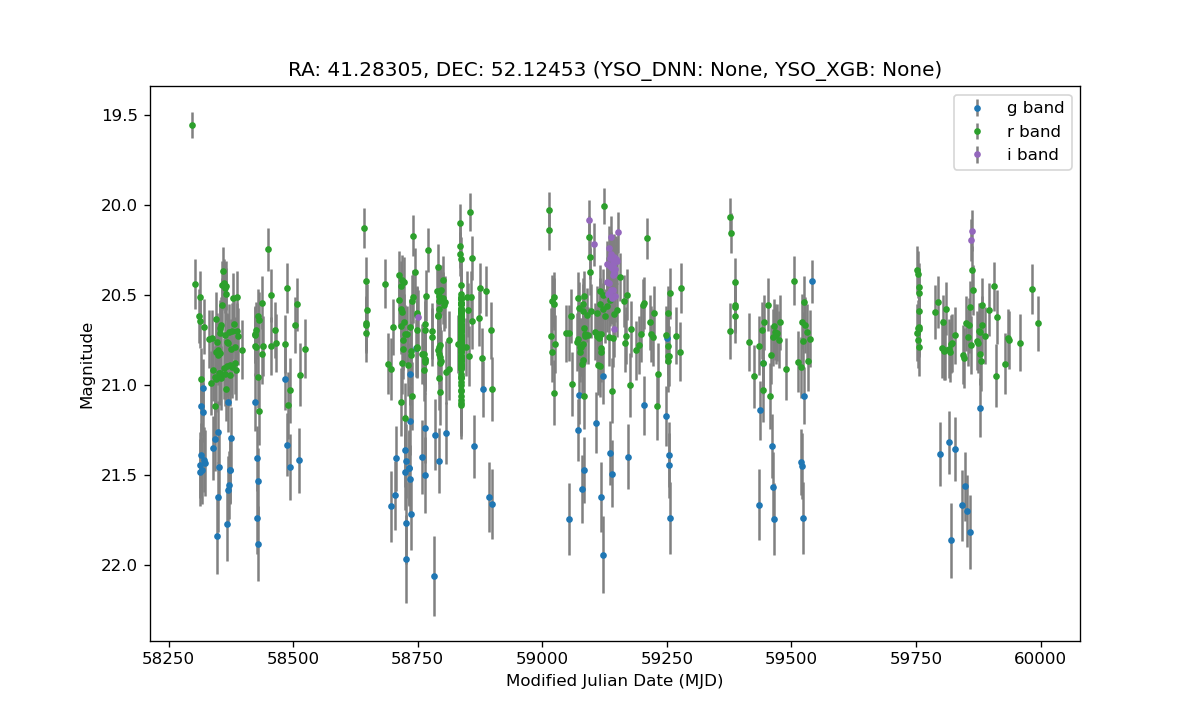 RA: 41.28305, DEC: 52.12453 (YSO_DNN: None, YSO_XGB: None)
g band
r band
i band
19.5
20.0
20.5
21.0
21.5
22.0
Magnitude
58250
58500
58750
59000
59250
59500
59750
60000
Modified Julian Date (MJD)